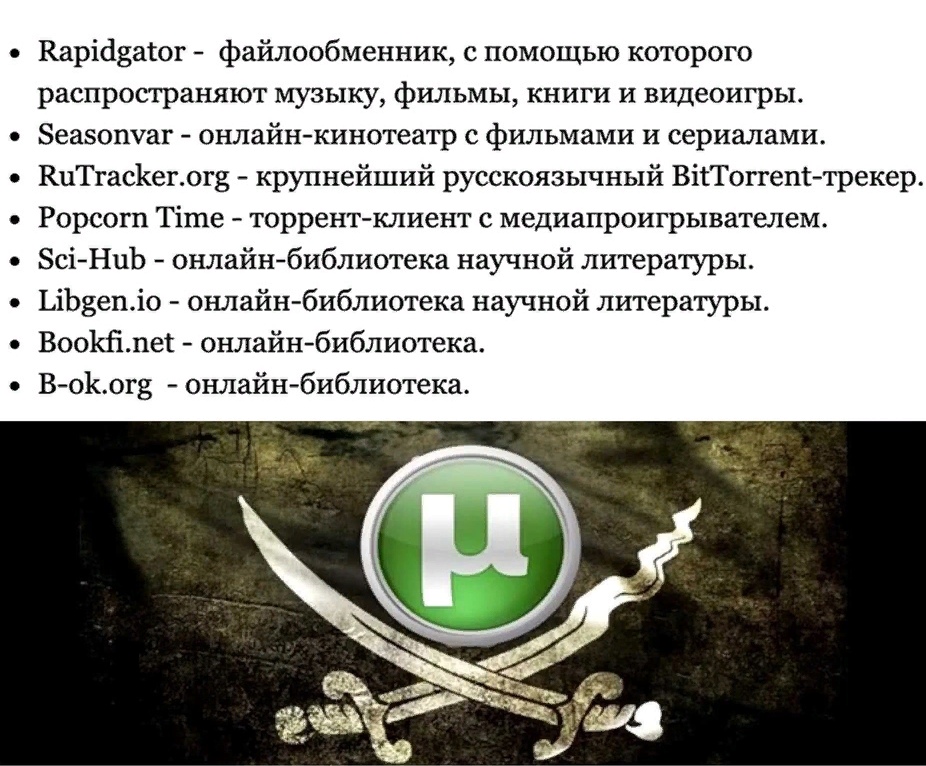 • Rapidgator - файлообменник, с помощью которого
распространяют музыку, фильмы, книги и видеоигры.
• Seasonvar - онлайн-кинотеатр с фильмами и сериалами.
• RuTracker.org - крупнейший русскоязычный BitTorrent-трекер.
• Popcorn Time - торрент-клиент с медиапроигрывателем.
• Sci-Hub - онлайн-библиотека научной литературы.
• Libgen.io - онлайн-библиотека научной литературы.
• Bookfi.net - онлайн-библиотека.
• B-ok.org - онлайн-библиотека.
µ